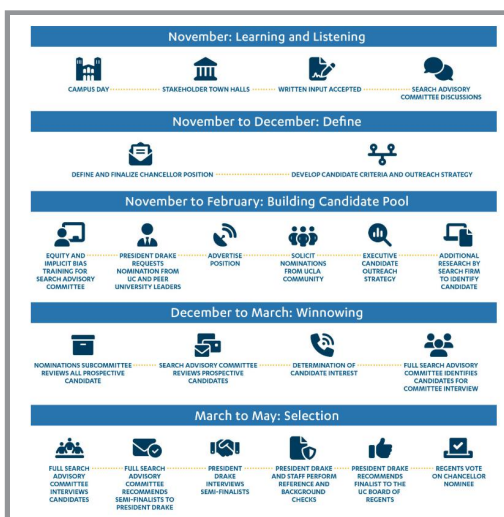 November: Learning and Listening
CAMPUS DAY
STAKEHOLDER TOWN HALLS
WRITTEN INPUT ACCEPTED
SEARCH ADVISORY
COMMITTEE DISCUSSIONS
November to December: Define
DEFINE AND FINALIZE CHANCELLOR POSITION
DEVELOP CANDIDATE CRITERIA AND OUTREACH STRATEGY
November to February: Building Candidate Pool
EQUITY AND
IMPLICIT BIAS
TRAINING FOR
SEARCH ADVISORY
COMMITTEE
PRESIDENT DRAKE
REQUESTS
NOMINATION FROM
UC AND PEER
UNIVERSITY LEADERS
ADVERTISE
POSITION
SOLICIT
NOMINATIONS
FROM UCLA
COMMUNITY
EXECUTIVE
CANDIDATE
OUTREACH
STRATEGY
ADDITIONAL
RESEARCH BY
SEARCH FIRM
TO IDENTIFY
CANDIDATE
December to March: Winnowing
NOMINATIONS SUBCOMMITTEE
REVIEWS ALL PROSPECTIVE
CANDIDATE
SEARCH ADVISORY COMMITTEE
REVIEWS PROSPECTIVE
CANDIDATES
DETERMINATION OF
CANDIDATE INTEREST
FULL SEARCH ADVISORY
COMMITTEE IDENTIFIES
CANDIDATES FOR
COMMITTEE INTERVIEW
March to May: Selection
FULL SEARCH
ADVISORY
COMMITTEE
INTERVIEWS
CANDIDATES
FULL SEARCH
ADVISORY
COMMITTEE
RECOMMENDS
SEMI-FINALISTS TO
PRESIDENT DRAKE
PRESIDENT
DRAKE
INTERVIEWS
SEMI-FINALISTS
PRESIDENT DRAKE
AND STAFF PERFORM
REFERENCE AND
BACKGROUND
CHECKS
PRESIDENT DRAKE
RECOMMENDS
FINALIST TO THE
UC BOARD OF
REGENTS
REGENTS VOTE
ON CHANCELLOR
NOMINEE